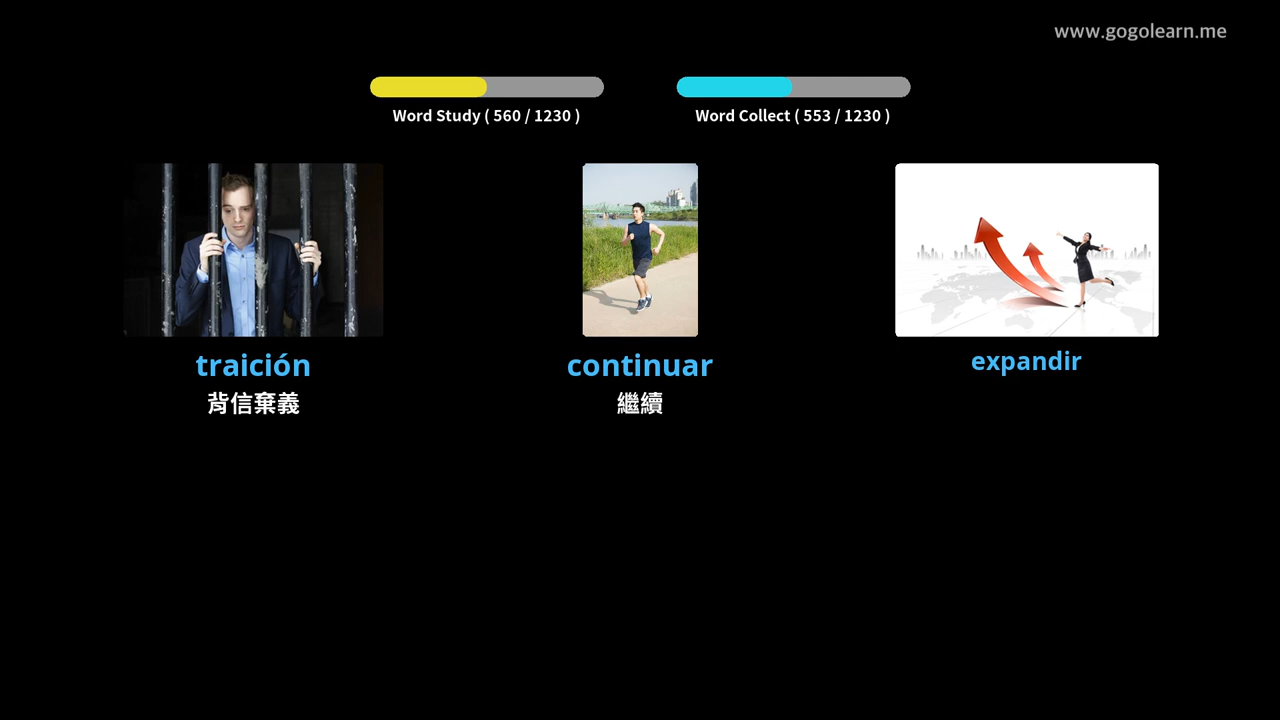 www.gogolearn.me
Word Study ( 560 / 1230 )
Word Collect ( 553 / 1230 )
traición
continuar
expandir
背信棄義
繼續